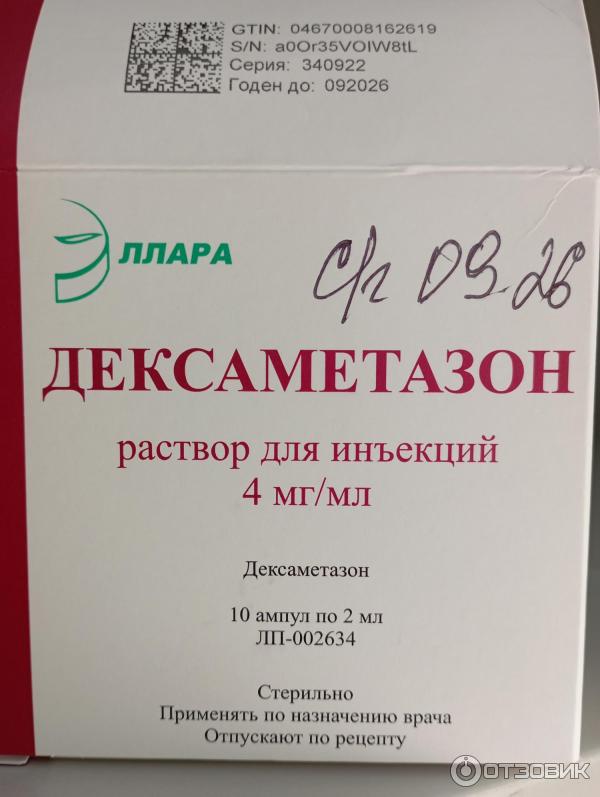 GTIN: 04670008162619
S/N: a0Or35VOIW8tL
Серия: 340922
Годен до: 092026
ЭЛЛАРА
с/г 09.26
ДЕКСАМЕТАЗОН
раствор для инъекций
4 мг/мл
Дексаметазон
10 ампул по 2 мл
ЛП-002634
Стерильно
Применять по назначению врача
Отпускают по рецепту
ОТЗОВИК